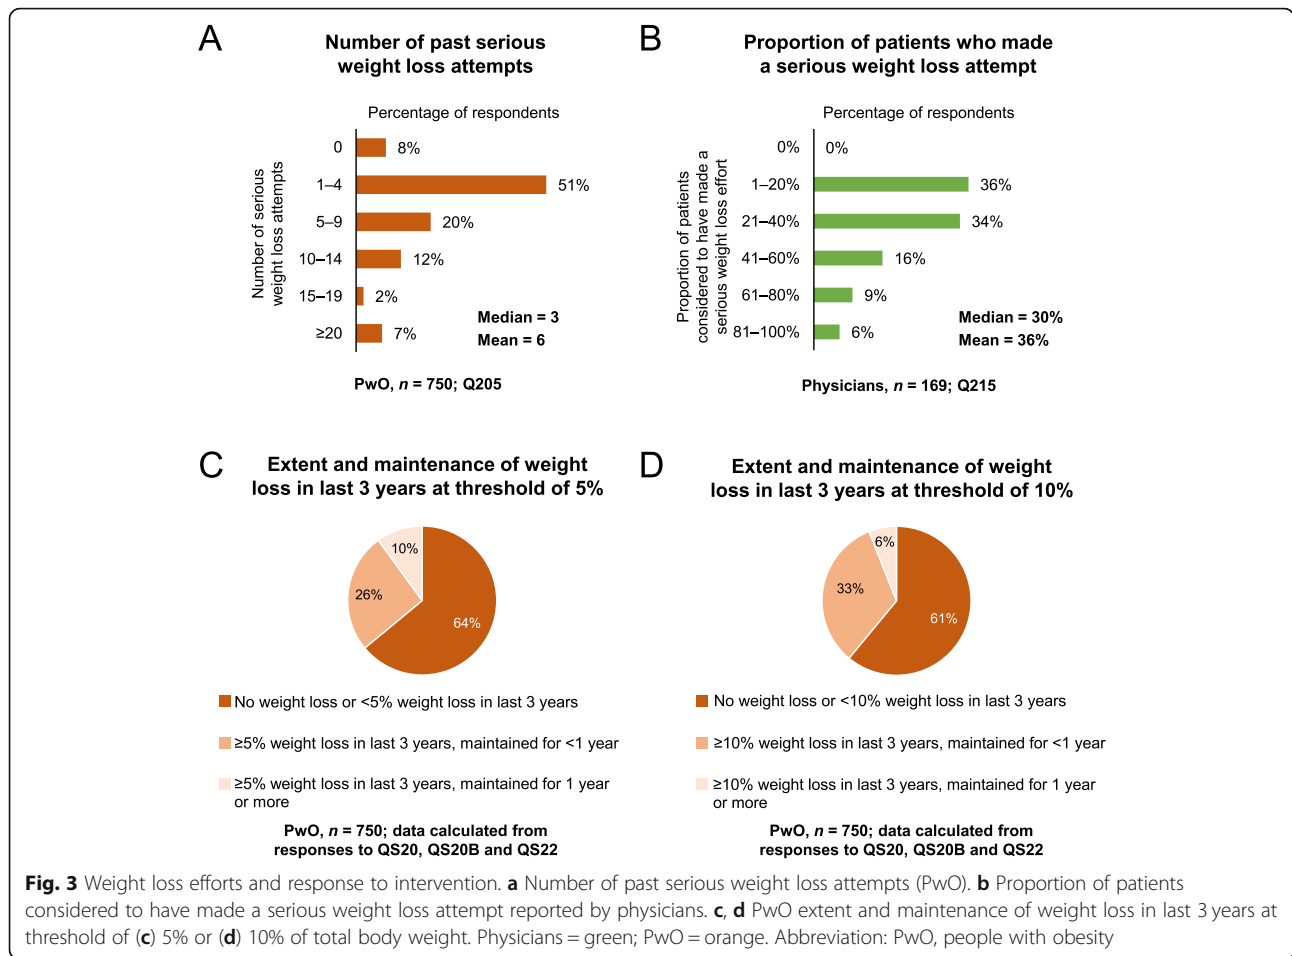 A
Number of past serious
weight loss attempts
Percentage of respondents
Number of serious
weight loss attempts
0 8%
1–4 51%
5–9 20%
10–14 12%
15–19 2%
≥20 7%
Median = 3
Mean = 6
PwO, n = 750; Q205
B
Proportion of patients who made
a serious weight loss attempt
Percentage of respondents
Proportion of patients
considered to have made a
serious weight loss effort
0% 0%
1–20% 36%
21–40% 34%
41–60% 16%
61–80% 9%
81–100% 6%
Median = 30%
Mean = 36%
Physicians, n = 169; Q215
C
Extent and maintenance of weight
loss in last 3 years at threshold of 5%
10%
26%
64%
No weight loss or <5% weight loss in last 3 years
≥5% weight loss in last 3 years, maintained for <1 year
≥5% weight loss in last 3 years, maintained for 1 year
or more
PwO, n = 750; data calculated from
responses to QS20, QS20B and QS22
D
Extent and maintenance of weight
loss in last 3 years at threshold of 10%
6%
33%
61%
No weight loss or <10% weight loss in last 3 years
≥10% weight loss in last 3 years, maintained for <1 year
≥10% weight loss in last 3 years, maintained for 1 year
or more
PwO, n = 750; data calculated from
responses to QS20, QS20B and QS22
Fig. 3 Weight loss efforts and response to intervention. a Number of past serious weight loss attempts (PwO). b Proportion of patients
considered to have made a serious weight loss attempt reported by physicians. c, d PwO extent and maintenance of weight loss in last 3 years at
threshold of (c) 5% or (d) 10% of total body weight. Physicians = green; PwO = orange. Abbreviation: PwO, people with obesity